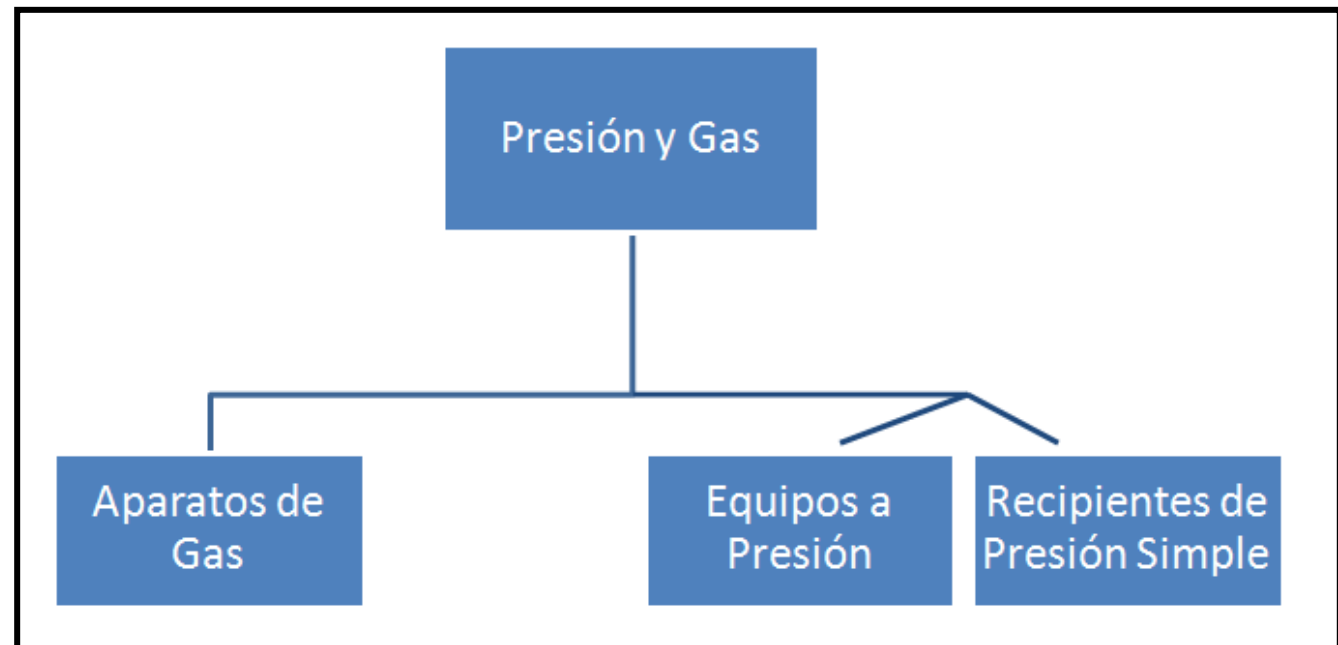 Presión y Gas
Aparatos de
Gas
Equipos a
Presión
Recipientes de
Presión Simple